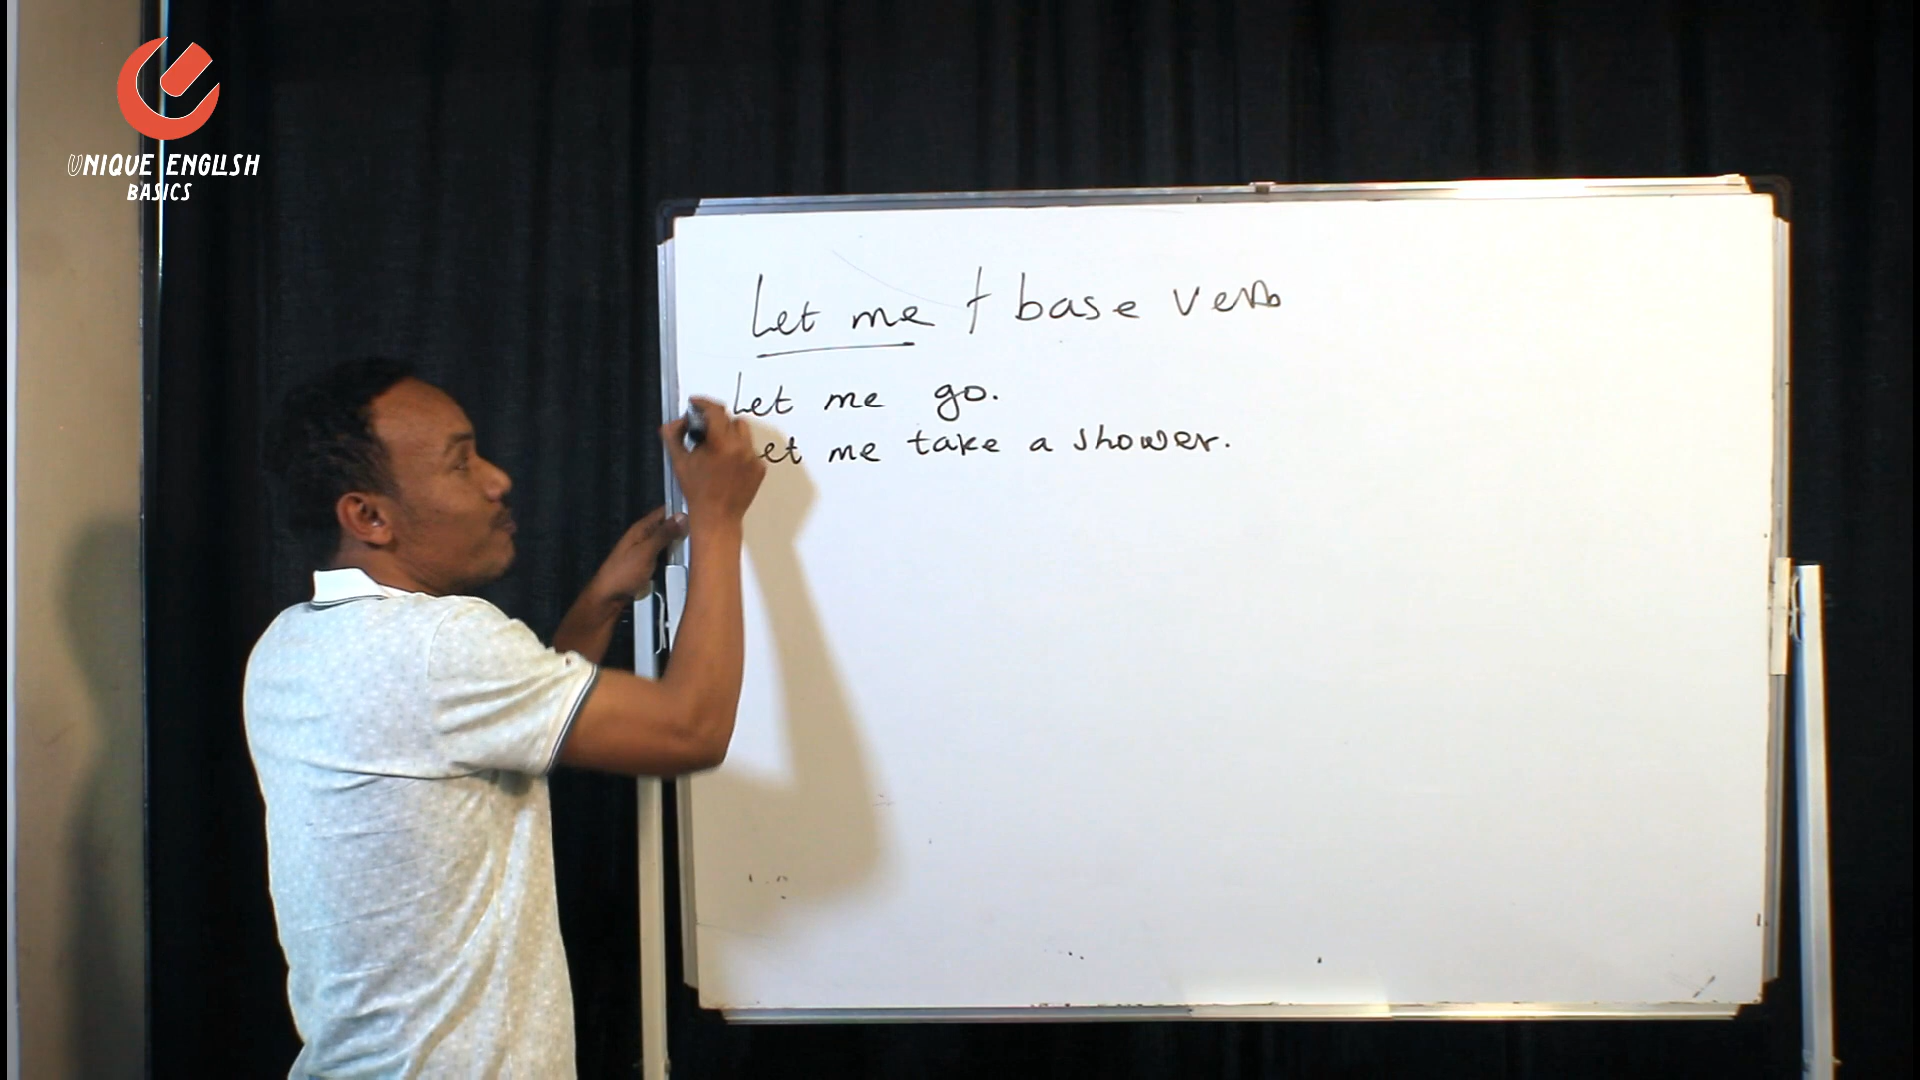 UNIQUE ENGLISH
BASICS
Let me + base verb
Let me go.
Let me take a shower.